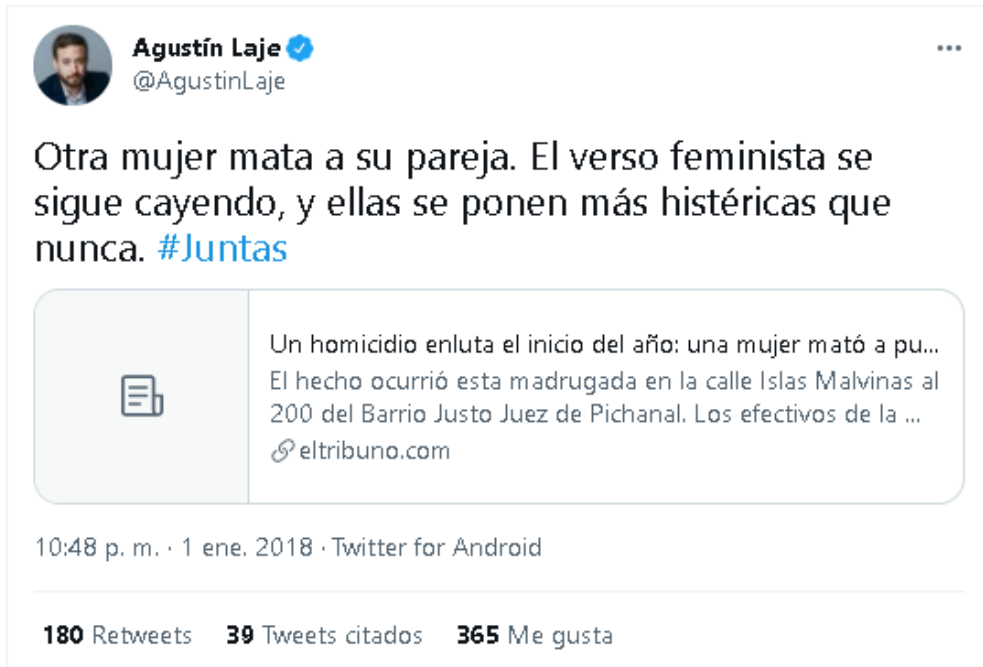 Agustín Laje
@AgustinLaje
Otra mujer mata a su pareja. El verso feminista se
sigue cayendo, y ellas se ponen más histéricas que
nunca. #Juntas
Un homicidio enluta el inicio del año: una mujer mató a pu...
El hecho ocurrió esta madrugada en la calle Islas Malvinas al
200 del Barrio Justo Juez de Pichanal. Los efectivos de la ...
eltribuno.com
10:48 p. m. · 1 ene. 2018 · Twitter for Android
180 Retweets 39 Tweets citados 365 Me gusta